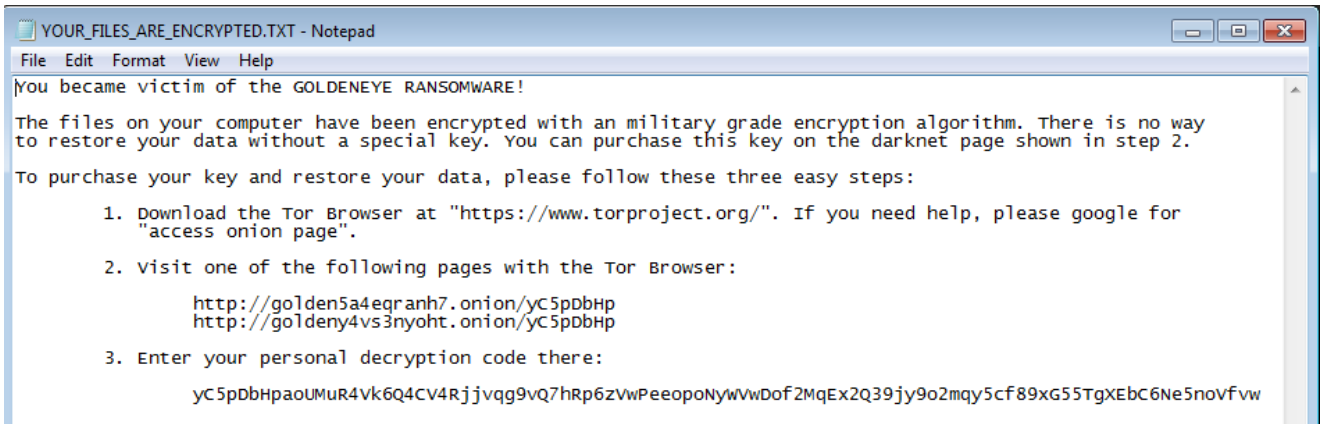 YOUR_FILES_ARE_ENCRYPTED.TXT - Notepad
File Edit Format View Help
You became victim of the GOLDENEYE RANSOMWARE!
The files on your computer have been encrypted with an military grade encryption algorithm. There is no way
to restore your data without a special key. You can purchase this key on the darknet page shown in step 2.
To purchase your key and restore your data, please follow these three easy steps:
1. Download the Tor Browser at "https://www.torproject.org/". If you need help, please google for
"access onion page".
2. Visit one of the following pages with the Tor Browser:
http://golden5a4eqranh7.onion/yC5pDbHp
http://goldeny4vs3nyoht.onion/yC5pDbHp
3. Enter your personal decryption code there:
yC5pDbHpaoUMuR4Vk6Q4CV4Rjjvqg9vQ7hRp6zVwPeeopoNyWVwDof2MqEx2Q39jy9o2mqy5cf89xG55TgXEbC6Ne5noVfvw